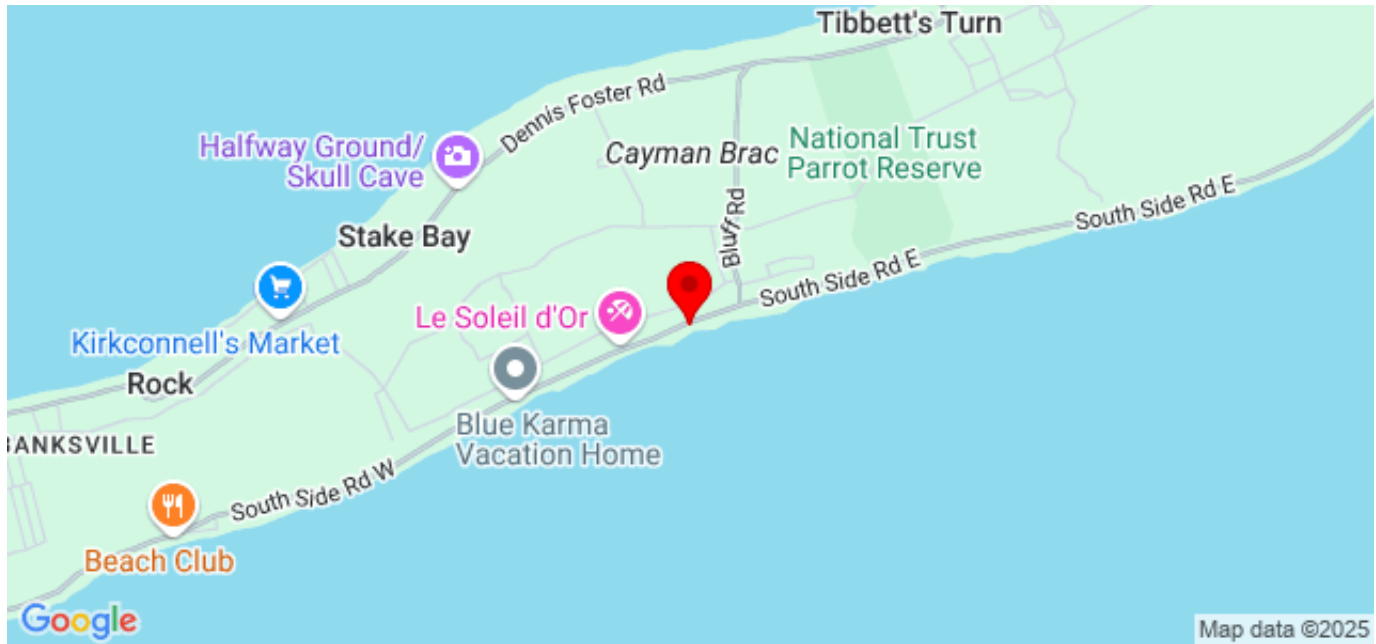 Tibbett's Turn
Dennis Foster Rd
Halfway Ground/
Skull Cave
Cayman Brac
National Trust
Parrot Reserve
Bluff Rd
South Side Rd E
Stake Bay
South Side Rd E
Le Soleil d'Or
Kirkconnell's Market
Rock
Blue Karma
Vacation Home
BANKSVILLE
South Side Rd W
Beach Club
Google
Map data ©2025